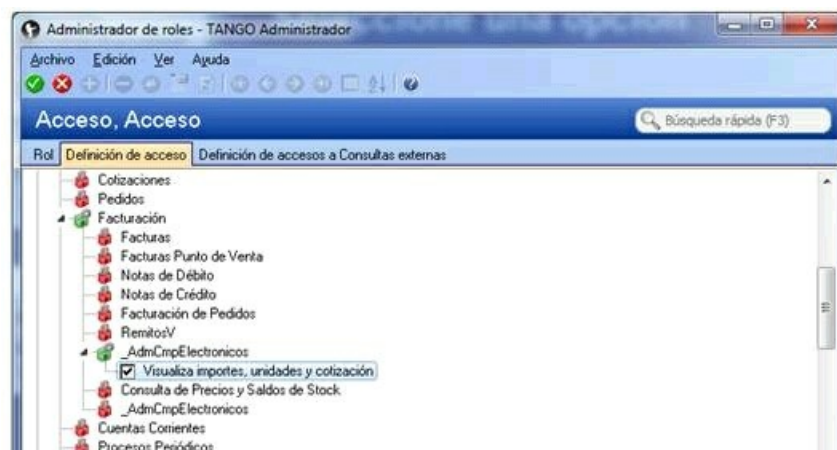 Administrador de roles - TANGO Administrador
Archivo Edición Ver Ayuda
Acceso, Acceso
Búsqueda rápida (F3)
Rol Definición de acceso Definición de accesos a Consultas externas
Cotizaciones
Pedidos
Facturación
Facturas
Facturas Punto de Venta
Notas de Débito
Notas de Crédito
Facturación de Pedidos
RemitosV
_AdmCmpElectronicos
Visualiza importes, unidades y cotización
Consulta de Precios y Saldos de Stock
_AdmCmpElectronicos
Cuentas Corrientes
Procesos Periódicos